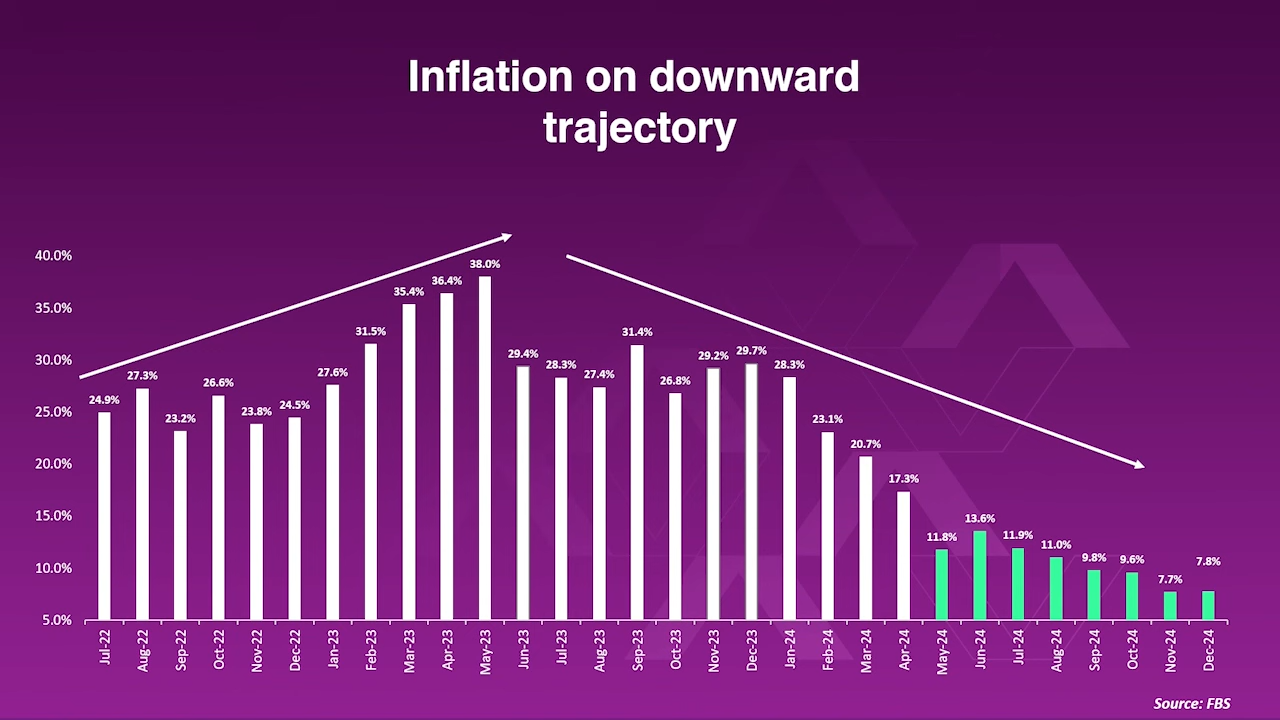 Inflation on downward
trajectory
40.0%
35.0%
30.0%
25.0%
20.0%
15.0%
10.0%
5.0%
24.9%
27.3%
23.2%
26.6%
23.8%
24.5%
27.6%
31.5%
35.4%
36.4%
38.0%
29.4%
28.3%
27.4%
31.4%
26.8%
29.2%
29.7%
28.3%
23.1%
20.7%
17.3%
11.8%
13.6%
11.9%
11.0%
9.8%
9.6%
7.7%
7.8%
Jul-22
Aug-22
Sep-22
Oct-22
Nov-22
Dec-22
Jan-23
Feb-23
Mar-23
Apr-23
May-23
Jun-23
Jul-23
Aug-23
Sep-23
Oct-23
Nov-23
Dec-23
Jan-24
Feb-24
Mar-24
Apr-24
May-24
Jun-24
Jul-24
Aug-24
Sep-24
Oct-24
Nov-24
Dec-24
Source: FBS